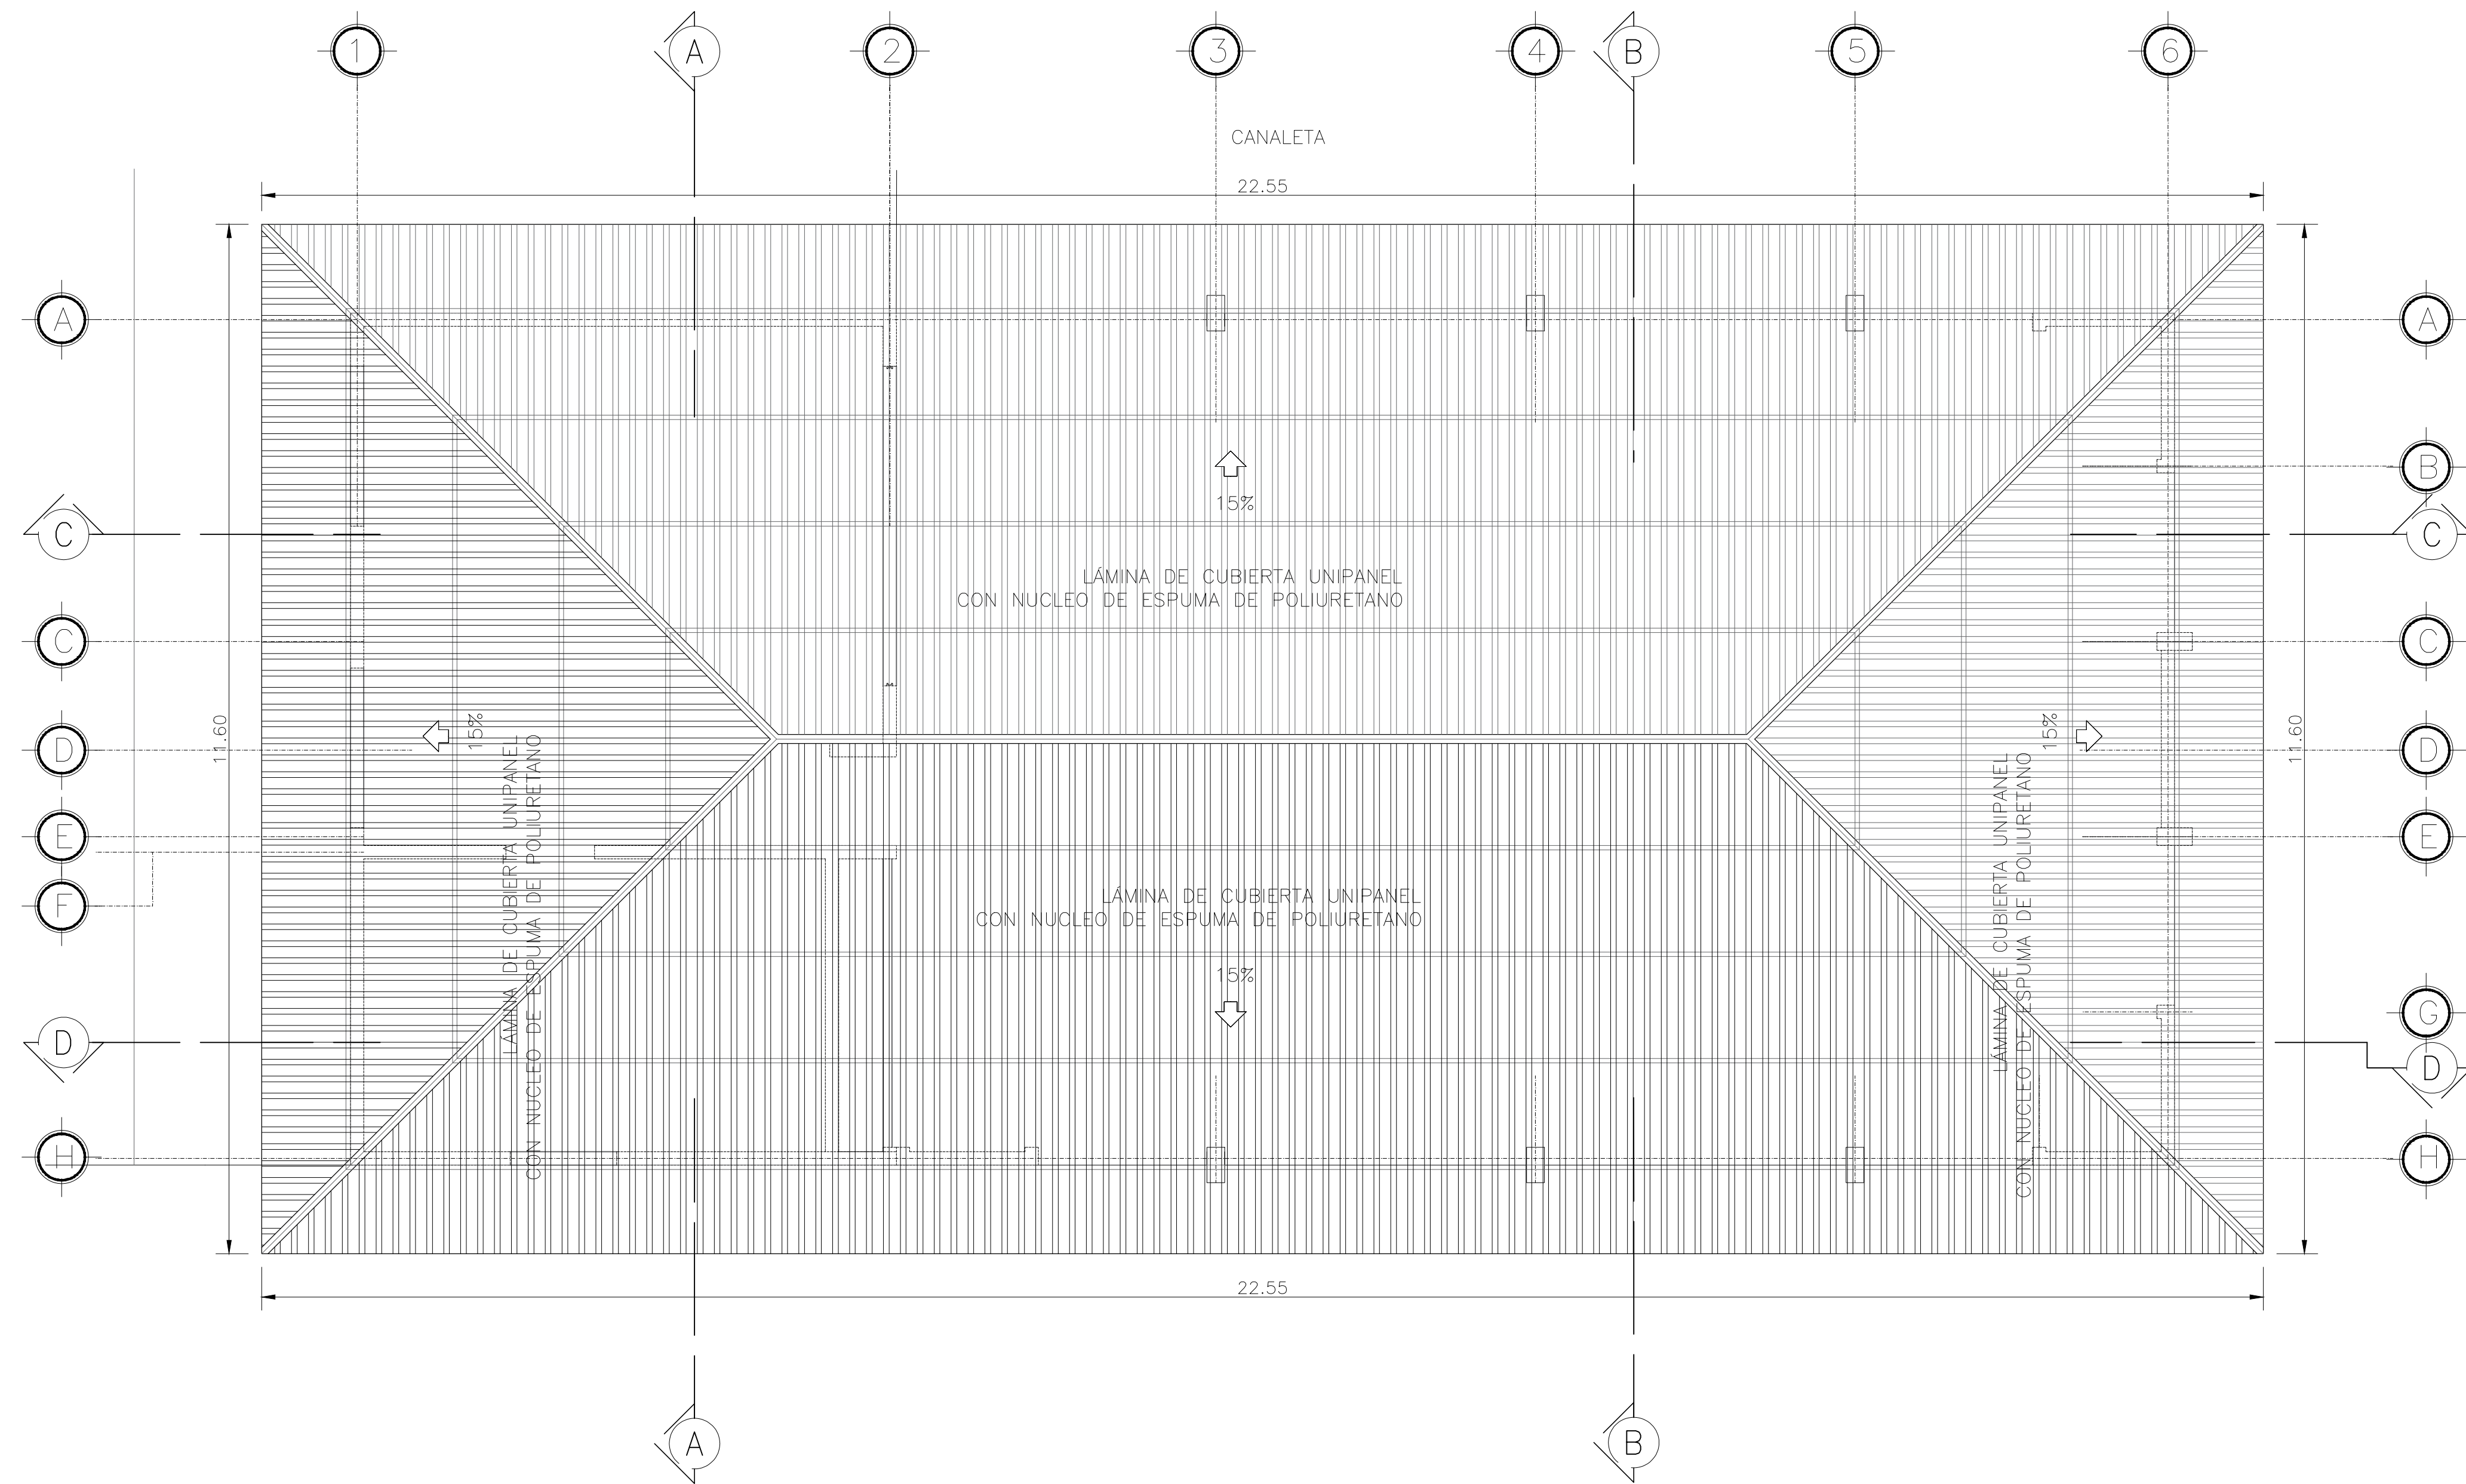 1 A 2 3 4 B 5 6
CANALETA
22.55
A A
B
C C
15%
LÁMINA DE CUBIERTA UNIPANEL
CON NUCLEO DE ESPUMA DE POLIURETANO
C C
11.60
15%
LÁMINA DE CUBIERTA UNIPANEL
CON NUCLEO DE ESPUMA DE POLIURETANO
15%
LÁMINA DE CUBIERTA UNIPANEL
CON NUCLEO DE ESPUMA DE POLIURETANO
11.60
D D
E E
F
LÁMINA DE CUBIERTA UNIPANEL
CON NUCLEO DE ESPUMA DE POLIURETANO
15%
G
D D
H H
22.55
A B